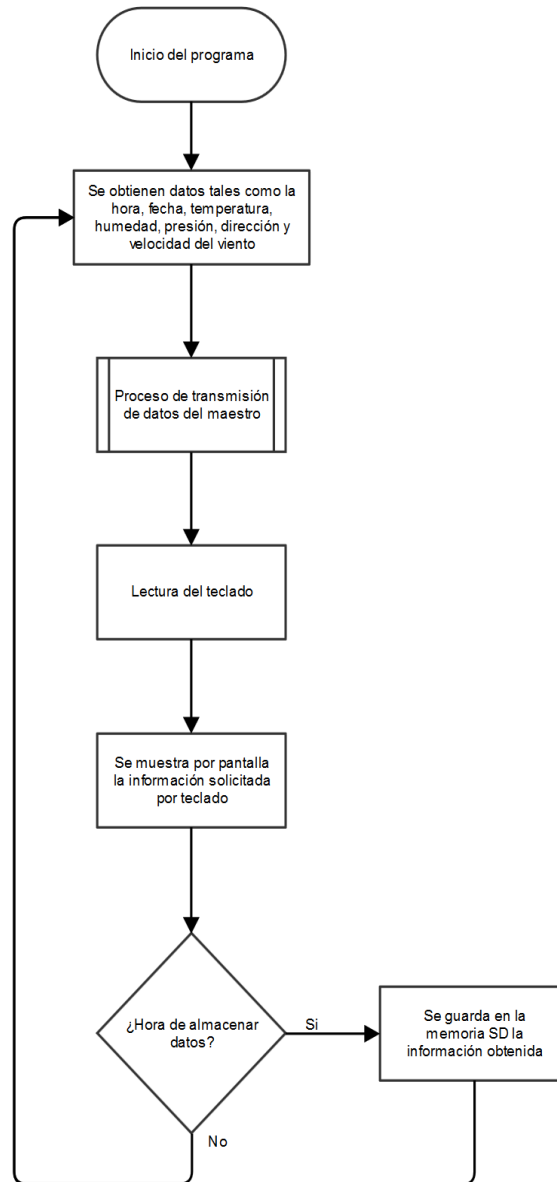 Inicio del programa
Se obtienen datos tales como la
hora, fecha, temperatura,
humedad, presión, dirección y
velocidad del viento
Proceso de transmisión
de datos del maestro
Lectura del teclado
Se muestra por pantalla
la información solicitada
por teclado
¿Hora de almacenar
datos?
Si
Se guarda en la
memoria SD la
información obtenida
No